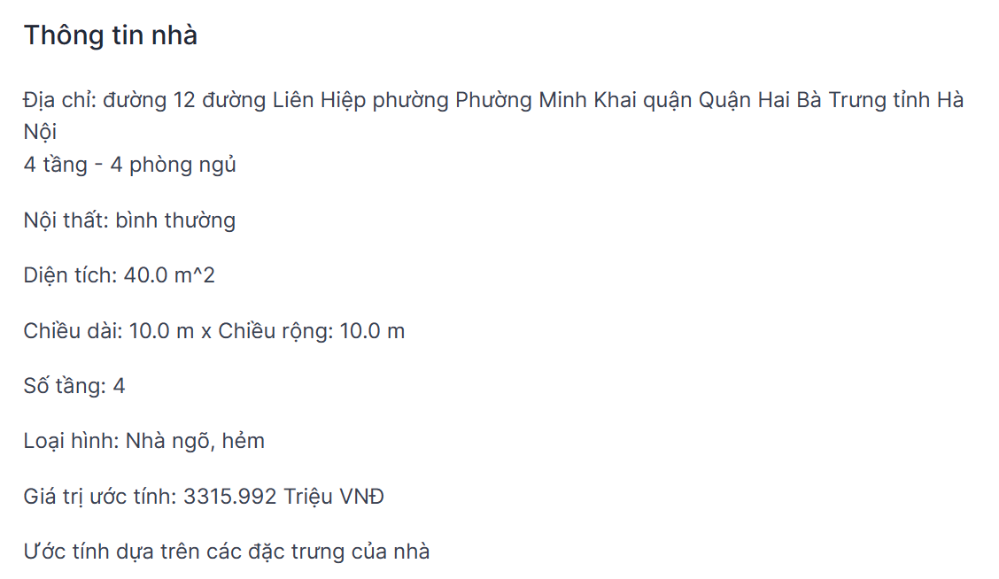 Thông tin nhà
Địa chỉ: đường 12 đường Liên Hiệp phường Phường Minh Khai quận Quận Hai Bà Trưng tỉnh Hà
Nội
4 tầng - 4 phòng ngủ
Nội thất: bình thường
Diện tích: 40.0 m^2
Chiều dài: 10.0 m x Chiều rộng: 10.0 m
Số tầng: 4
Loại hình: Nhà ngõ, hẻm
Giá trị ước tính: 3315.992 Triệu VNĐ
Ước tính dựa trên các đặc trưng của nhà